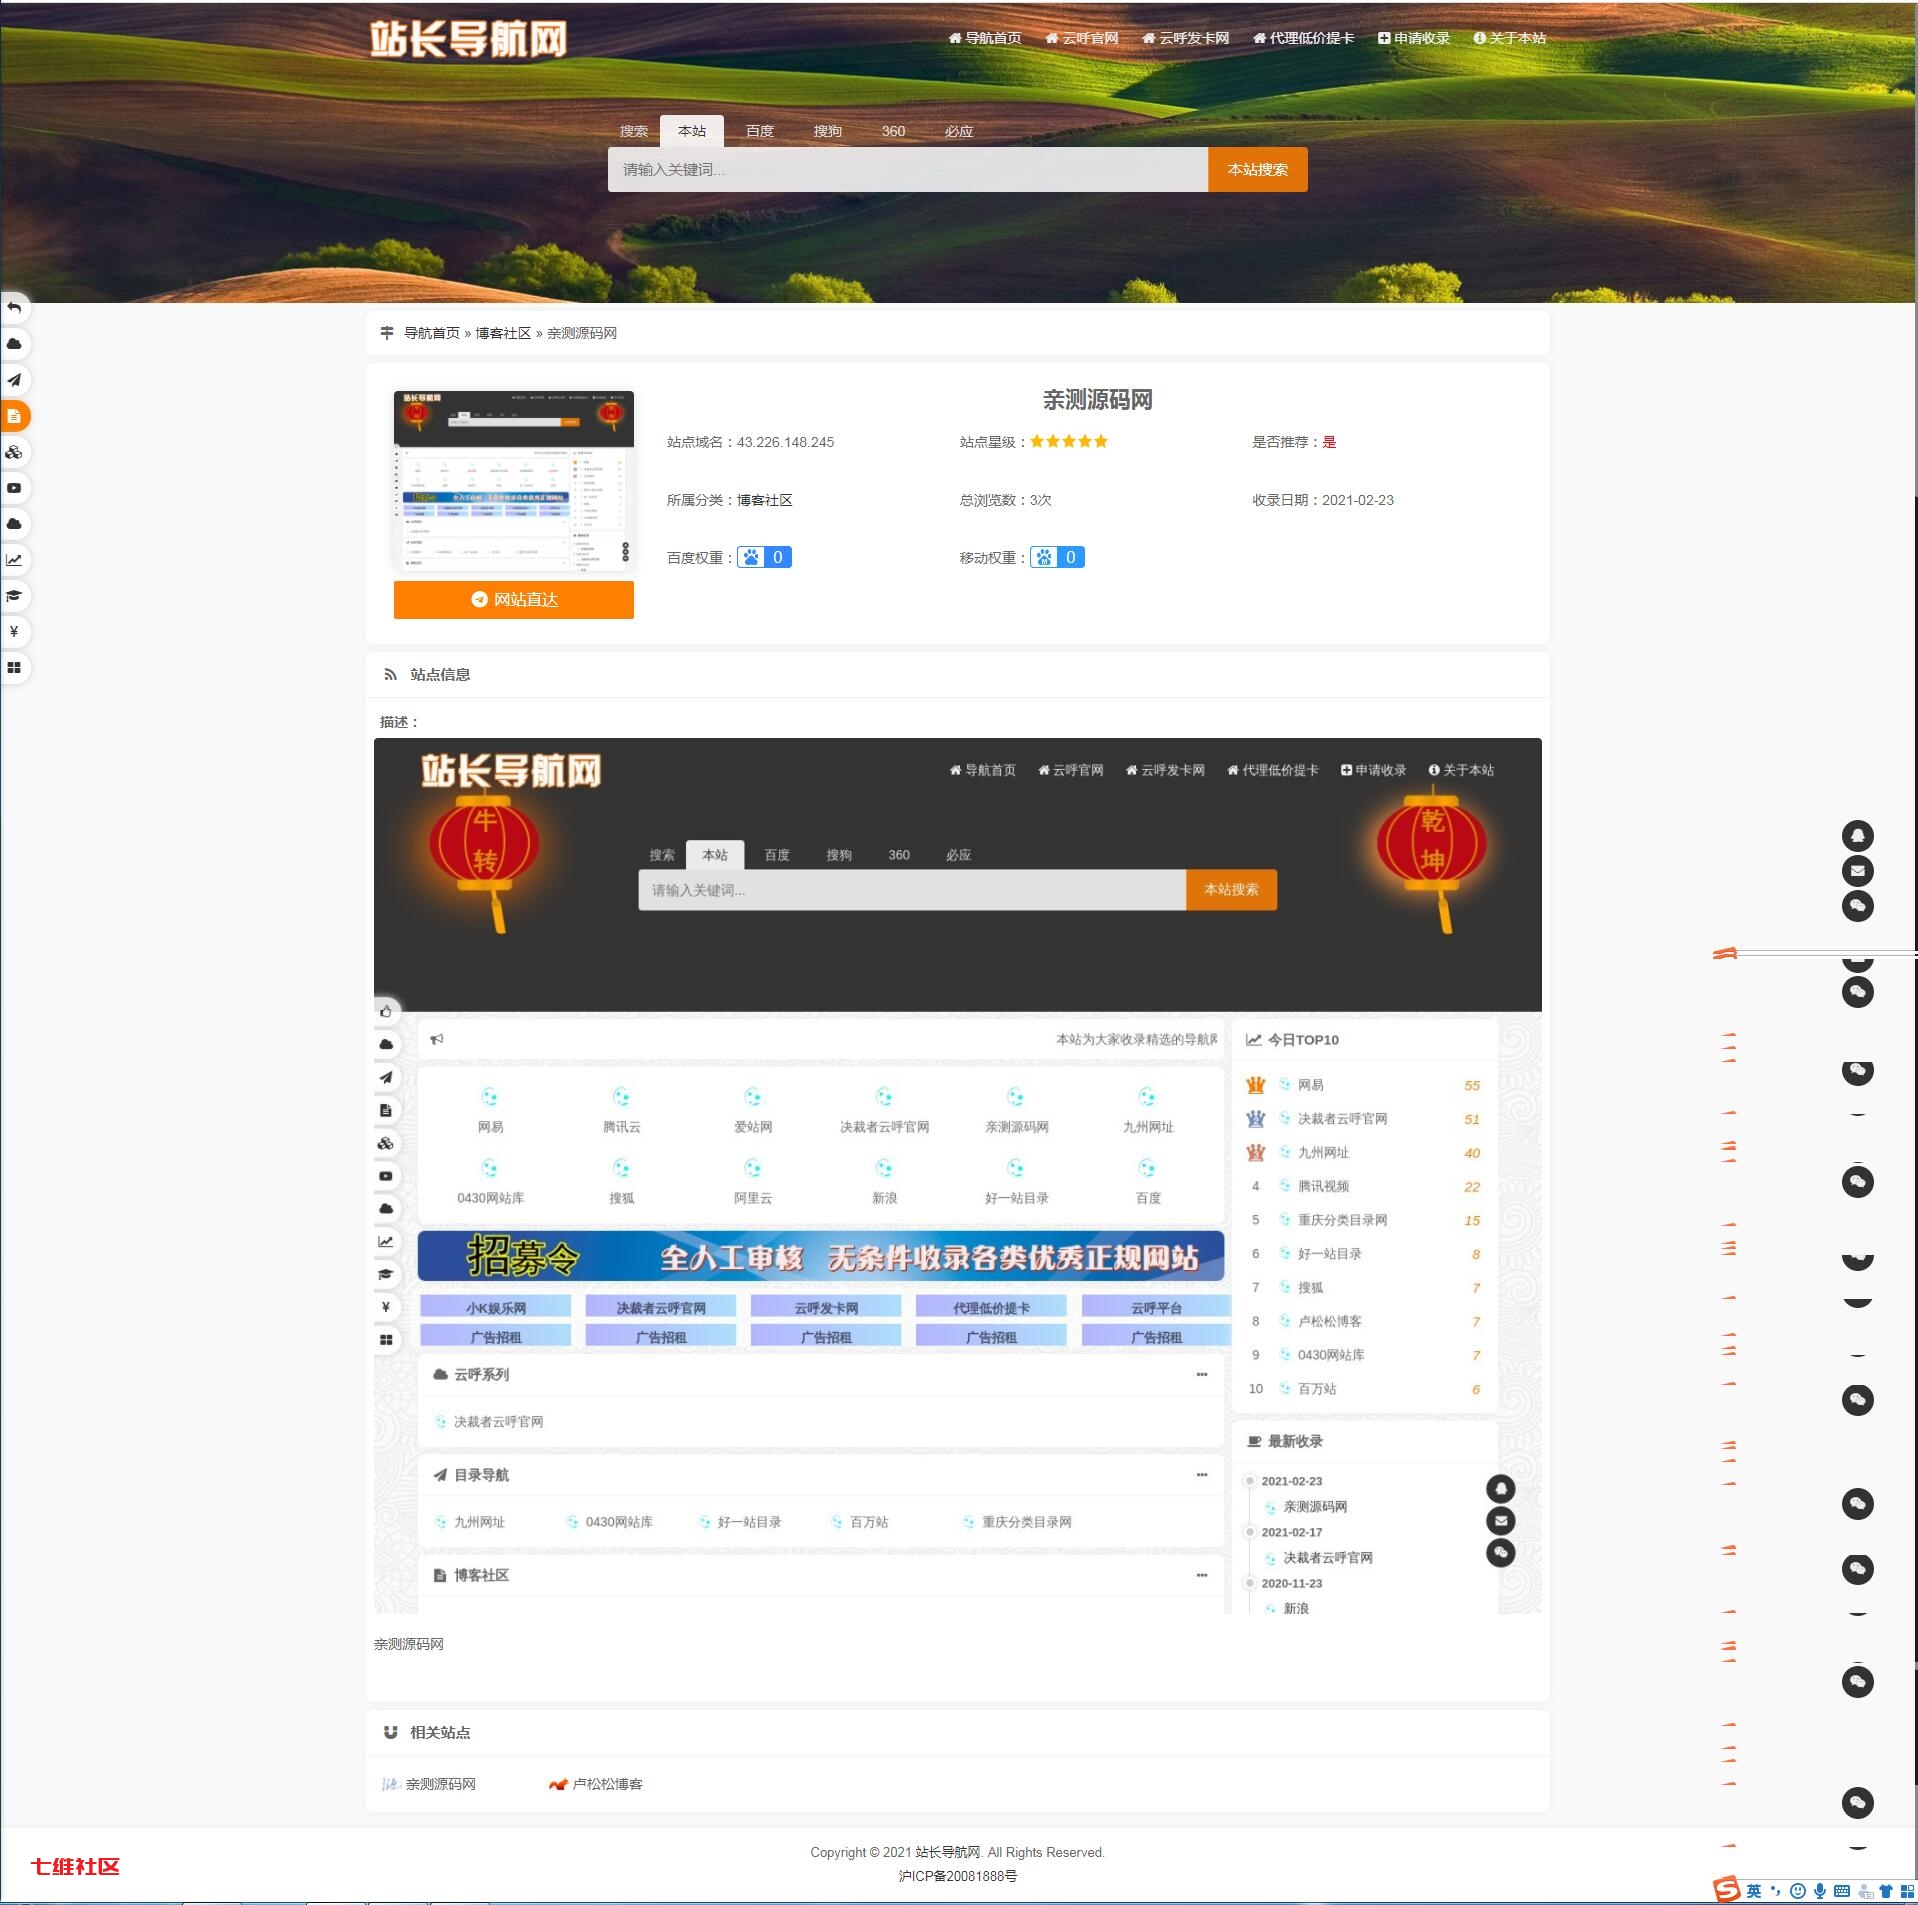 站长导航网
导航首页 云呼官网 云呼发卡网 代理低价提卡 申请收录 关于本站
搜索 本站 百度 搜狗 360 必应
请输入关键词... 本站搜索
导航首页 » 博客社区 » 亲测源码网
亲测源码网
站点域名：43.226.148.245 站点星级： 是否推荐：是
所属分类：博客社区 总浏览数：3次 收录日期：2021-02-23
百度权重：0 移动权重：0
网站直达
站点信息
描述：
站长导航网
导航首页 云呼官网 云呼发卡网 代理低价提卡 申请收录 关于本站
牛转 乾坤
搜索 本站 百度 搜狗 360 必应
请输入关键词... 本站搜索
本站为大家收录精选的导航网
网易 腾讯云 爱站网 决裁者云呼官网 亲测源码网 九州网址
0430网站库 搜狐 阿里云 新浪 好一站目录 百度
招募令 全人工审核 无条件收录各类优秀正规网站
小K娱乐网 决裁者云呼官网 云呼发卡网 代理低价提卡 云呼平台
广告招租 广告招租 广告招租 广告招租 广告招租
云呼系列
决裁者云呼官网
目录导航
九州网址 0430网站库 好一站目录 百万站 重庆分类目录网
博客社区
今日TOP10
1 网易 55
2 决裁者云呼官网 51
3 九州网址 40
4 腾讯视频 22
5 重庆分类目录网 15
6 好一站目录 8
7 搜狐 7
8 卢松松博客 7
9 0430网站库 7
10 百万站 6
最新收录
2021-02-23
亲测源码网
2021-02-17
决裁者云呼官网
2020-11-23
新浪
亲测源码网
相关站点
亲测源码网 卢松松博客
Copyright © 2021 站长导航网. All Rights Reserved.
沪ICP备20081888号
七维社区
英